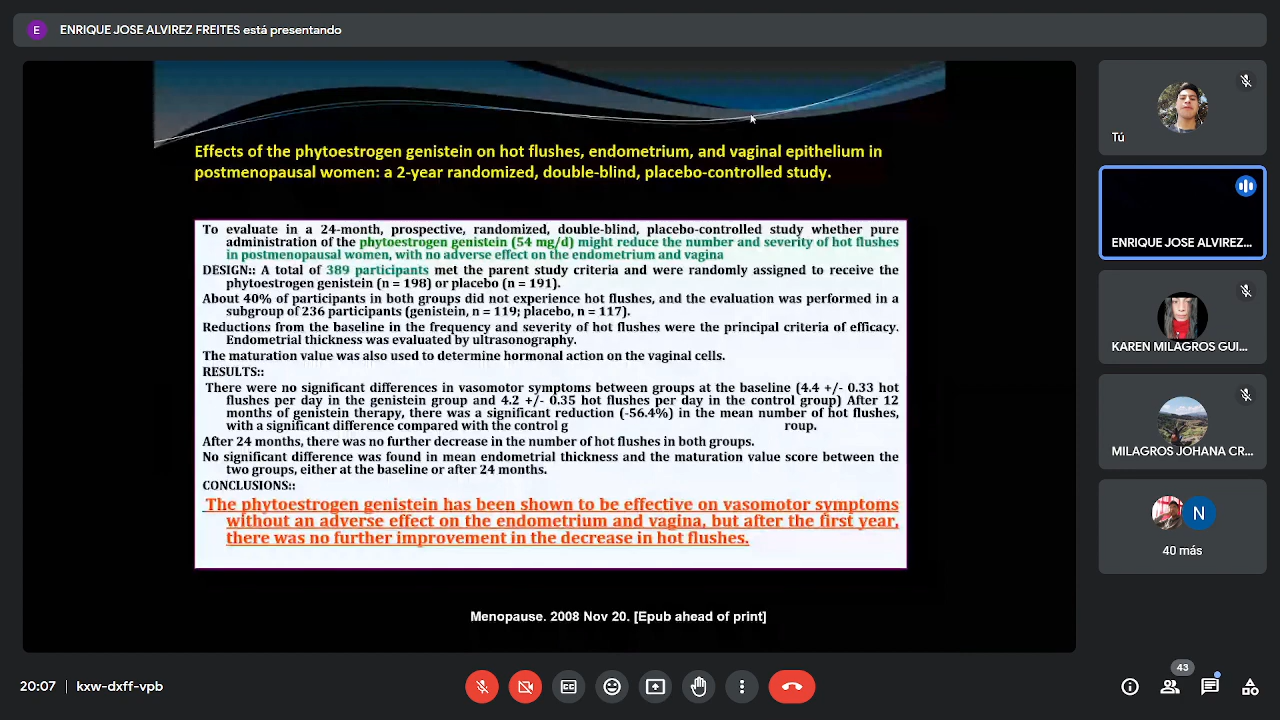 E
ENRIQUE JOSE ALVIREZ FREITES está presentando
Effects of the phytoestrogen genistein on hot flushes, endometrium, and vaginal epithelium in
postmenopausal women: a 2-year randomized, double-blind, placebo-controlled study.
To evaluate in a 24-month, prospective, randomized, double-blind, placebo-controlled study whether pure
administration of the phytoestrogen genistein (54 mg/d) might reduce the number and severity of hot flushes
in postmenopausal women, with no adverse effect on the endometrium and vagina
DESIGN:: A total of 389 participants met the parent study criteria and were randomly assigned to receive the
phytoestrogen genistein (n = 198) or placebo (n = 191).
About 40% of participants in both groups did not experience hot flushes, and the evaluation was performed in a
subgroup of 236 participants (genistein, n = 119; placebo, n = 117).
Reductions from the baseline in the frequency and severity of hot flushes were the principal criteria of efficacy.
Endometrial thickness was evaluated by ultrasonography.
The maturation value was also used to determine hormonal action on the vaginal cells.
RESULTS::
There were no significant differences in vasomotor symptoms between groups at the baseline (4.4 +/- 0.33 hot
flushes per day in the genistein group and 4.2 +/- 0.35 hot flushes per day in the control group) After 12
months of genistein therapy, there was a significant reduction (-56.4%) in the mean number of hot flushes,
with a significant difference compared with the control g roup.
After 24 months, there was no further decrease in the number of hot flushes in both groups.
No significant difference was found in mean endometrial thickness and the maturation value score between the
two groups, either at the baseline or after 24 months.
CONCLUSIONS::
The phytoestrogen genistein has been shown to be effective on vasomotor symptoms
without an adverse effect on the endometrium and vagina, but after the first year,
there was no further improvement in the decrease in hot flushes.
Menopause. 2008 Nov 20. [Epub ahead of print]
Tú
ENRIQUE JOSE ALVIREZ...
KAREN MILAGROS GUI...
MILAGROS JOHANA CR...
N
40 más
20:07 | kxw-dxff-vpb
43